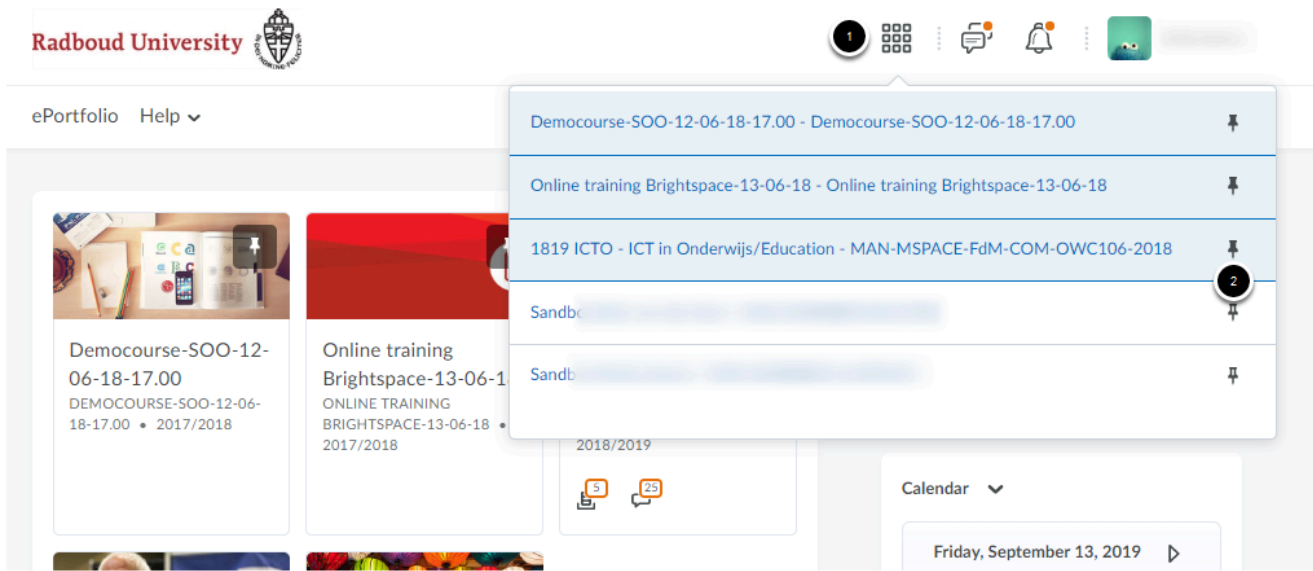 Radboud University
1
ePortfolio Help
Democourse-SOO-12-06-18-17.00 - Democourse-SOO-12-06-18-17.00
Online training Brightspace-13-06-18 - Online training Brightspace-13-06-18
1819 ICTO - ICT in Onderwijs/Education - MAN-MSPACE-FdM-COM-OWC106-2018
2
Sandb
Sandb
Democourse-SOO-12-
06-18-17.00
DEMOCOURSE-SOO-12-06-
18-17.00 • 2017/2018
Online training
Brightspace-13-06-1
ONLINE TRAINING
BRIGHTSPACE-13-06-18 •
2017/2018
2018/2019
5 25
Calendar
Friday, September 13, 2019